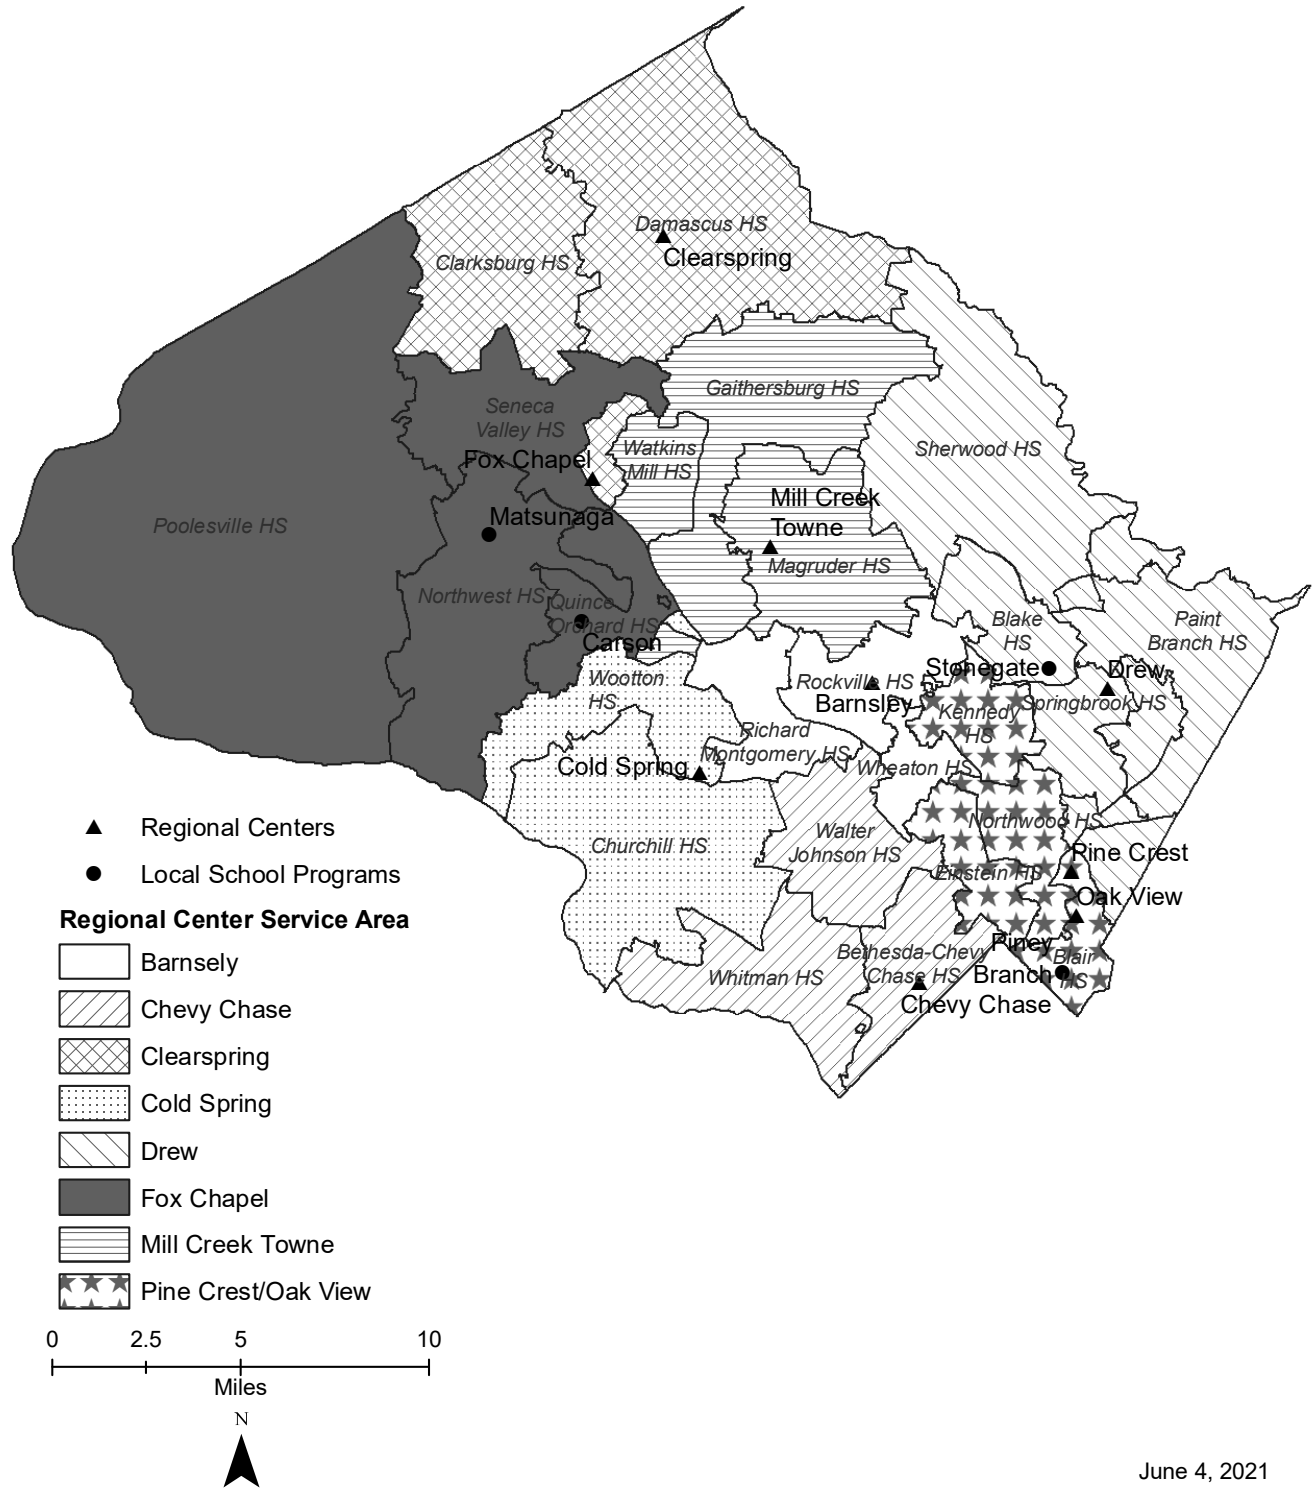 Damascus HS
Clearspring
Clarksburg HS
Gaithersburg HS
Seneca
Valley HS
Watkins
Mill HS
Sherwood HS
Fox Chapel
Mill Creek
Towne
Matsunaga
Poolesville HS
Magruder HS
Northwest HS
Quince
Orchard HS
Carson
Blake
HS
Paint
Branch HS
Stonegate
Drew
Wootton
HS
Rockville HS
Barnsley
Springbrook HS
Kennedy
HS
Richard
Montgomery HS
Cold Spring
Wheaton HS
Northwood HS
Walter
Johnson HS
Churchill HS
Pine Crest
Einstein HS
Oak View
Piney
Branch
Bethesda-Chevy
Chase HS
Blair
HS
Whitman HS
Chevy Chase
Regional Centers
Local School Programs
Regional Center Service Area
Barnsely
Chevy Chase
Clearspring
Cold Spring
Drew
Fox Chapel
Mill Creek Towne
Pine Crest/Oak View
0 2.5 5 10
Miles
N
June 4, 2021